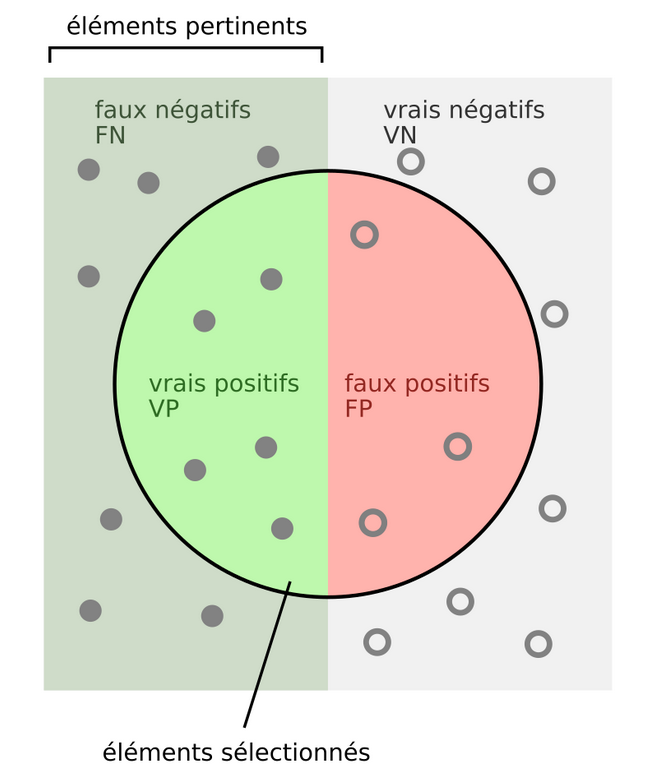 éléments pertinents
faux négatifs
FN
vrais négatifs
VN
vrais positifs
VP
faux positifs
FP
éléments sélectionnés